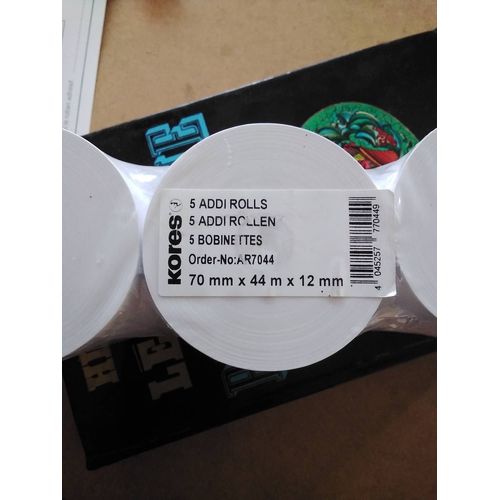 Kores
5 ADDI ROLLS
5 ADDI ROLLEN
5 BOBINETTES
Order-No:AR7044
70 mm x 44 m x 12 mm
4 045257 770449